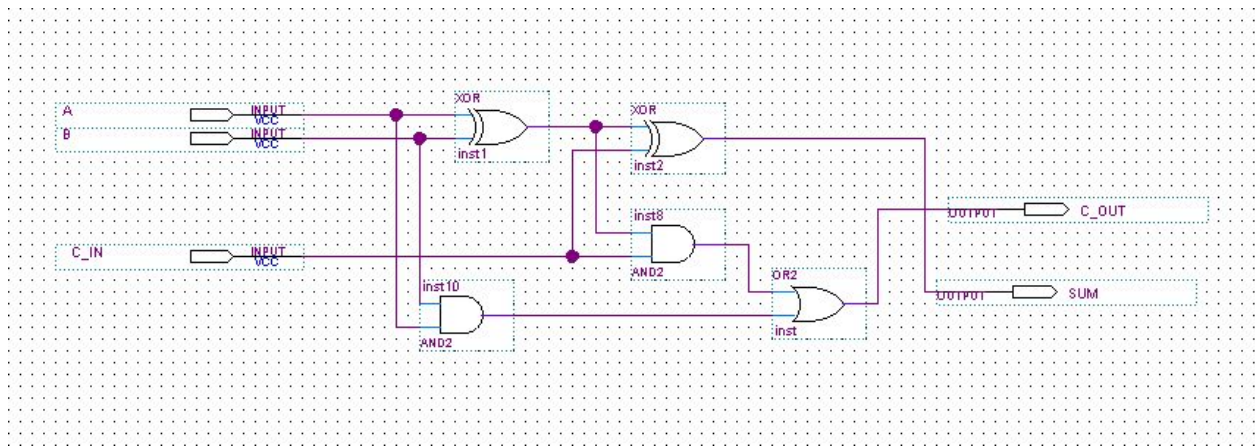 XOR
XOR
A
INPUT
VCC
B
INPUT
VCC
inst1
inst2
inst8
OUTPUT
C_OUT
C_IN
INPUT
VCC
AND2
OR2
inst10
OUTPUT
SUM
inst
AND2